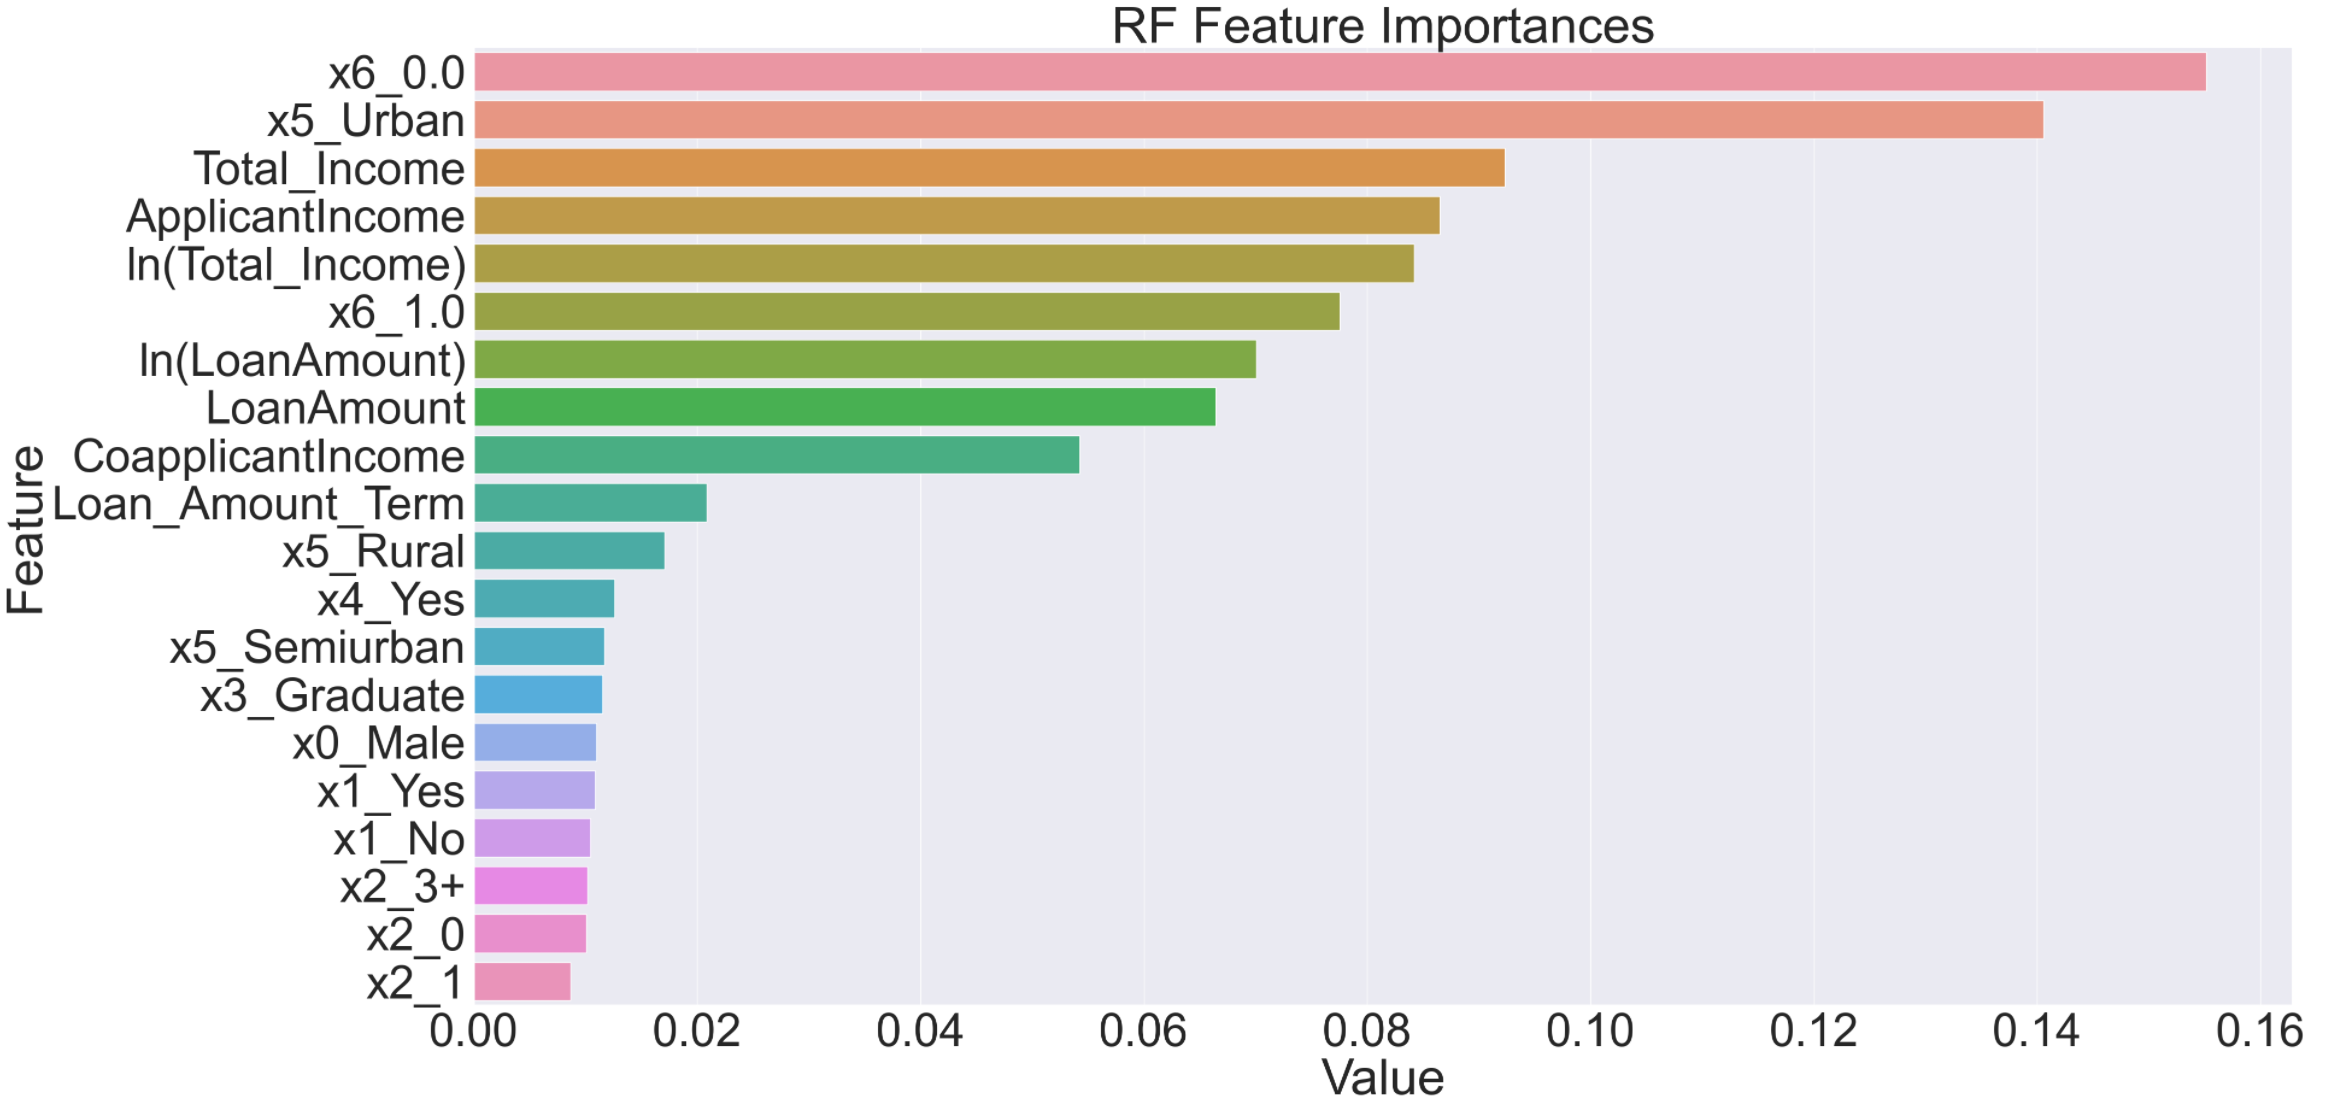 RF Feature Importances
x6_0.0
x5_Urban
Total_Income
ApplicantIncome
ln(Total_Income)
x6_1.0
ln(LoanAmount)
LoanAmount
CoapplicantIncome
Loan_Amount_Term
x5_Rural
x4_Yes
x5_Semiurban
x3_Graduate
x0_Male
x1_Yes
x1_No
x2_3+
x2_0
x2_1
Feature
0.00 0.02 0.04 0.06 0.08 0.10 0.12 0.14 0.16
Value